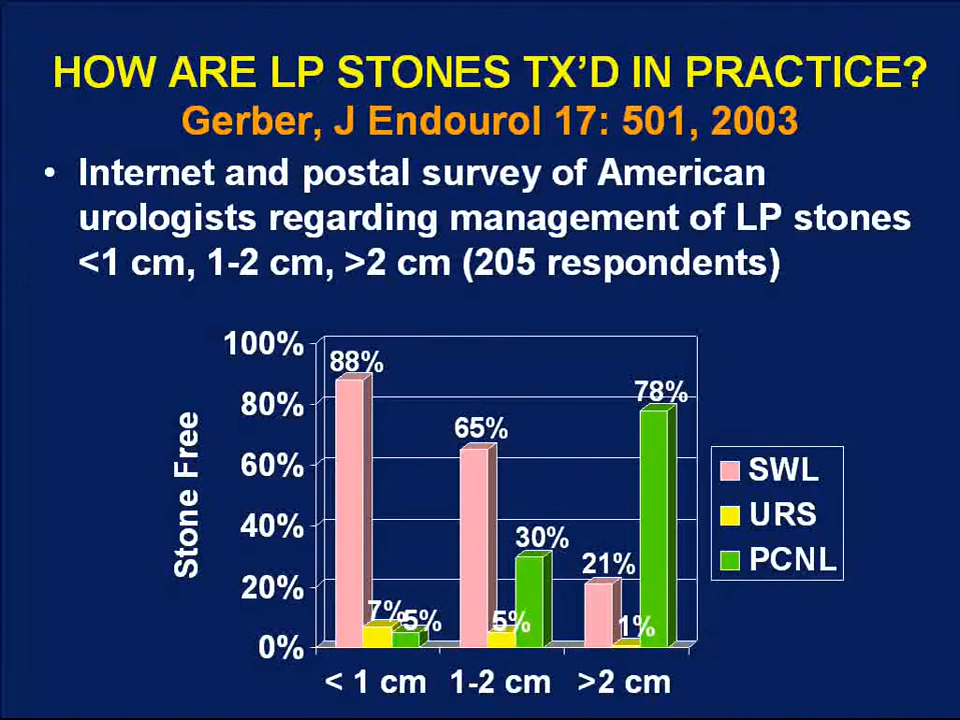 HOW ARE LP STONES TX’D IN PRACTICE?
Gerber, J Endourol 17: 501, 2003
• Internet and postal survey of American
urologists regarding management of LP stones
<1 cm, 1-2 cm, >2 cm (205 respondents)
Stone Free
100%
80%
60%
40%
20%
0%
88%
7%
5%
65%
5%
30%
21%
1%
78%
< 1 cm 1-2 cm >2 cm
SWL
URS
PCNL